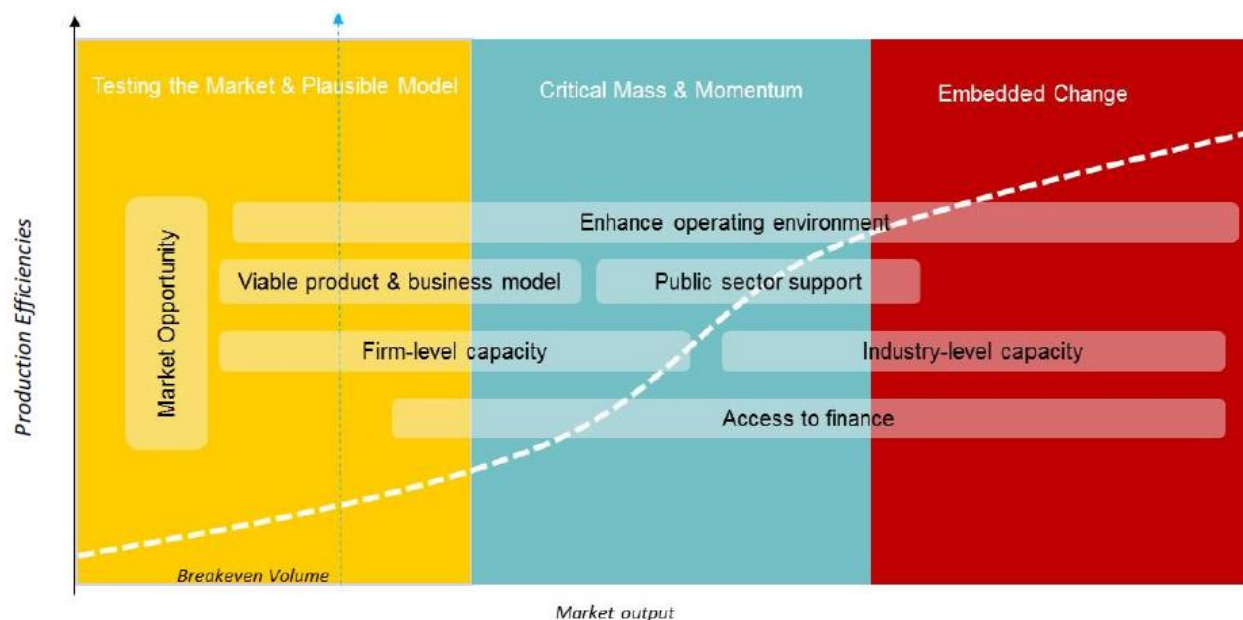 Testing the Market & Plausible Model
Critical Mass & Momentum
Embedded Change
Production Efficiencies
Market Opportunity
Enhance operating environment
Viable product & business model
Public sector support
Firm-level capacity
Industry-level capacity
Access to finance
Breakeven Volume
Market output